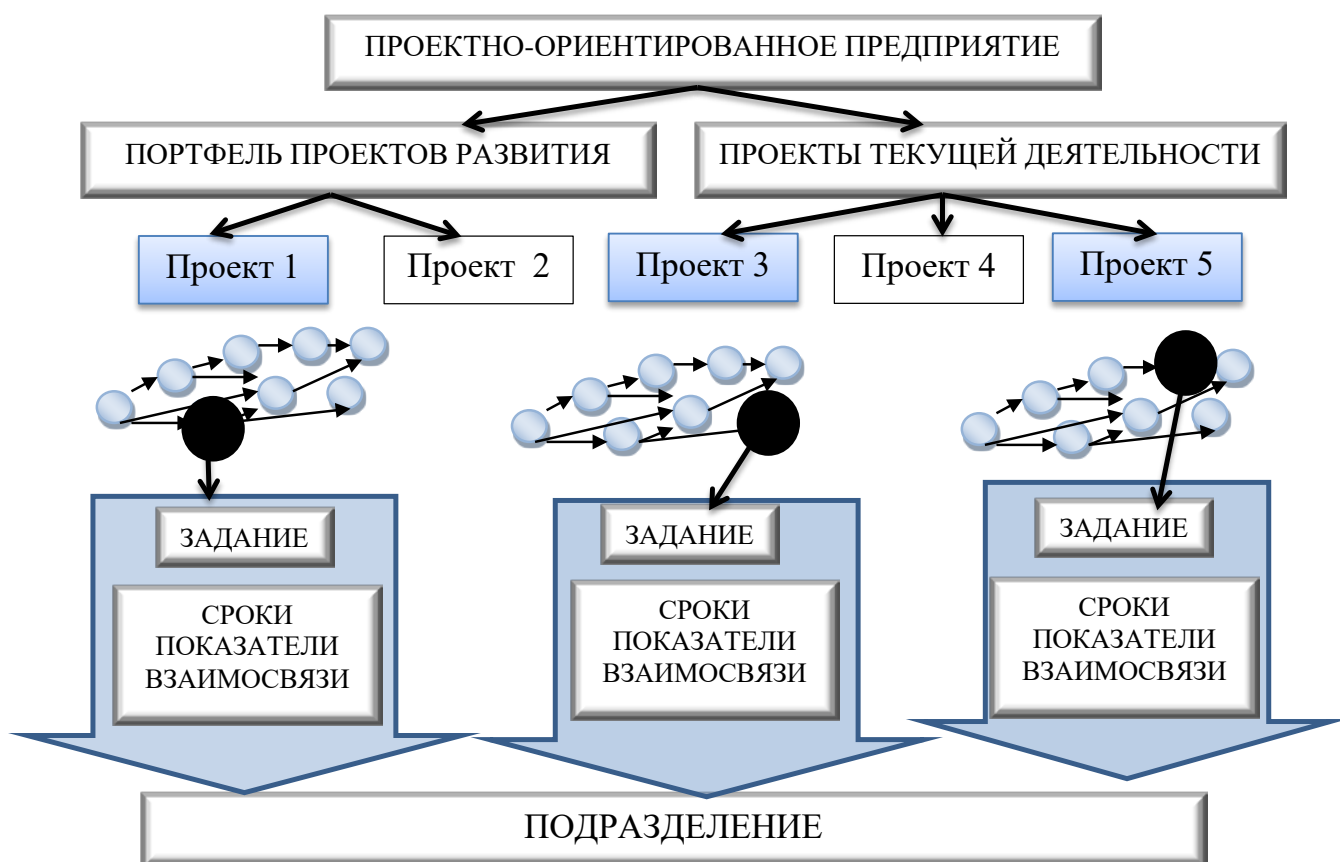 ПРОЕКТНО-ОРИЕНТИРОВАННОЕ ПРЕДПРИЯТИЕ
ПОРТФЕЛЬ ПРОЕКТОВ РАЗВИТИЯ
ПРОЕКТЫ ТЕКУЩЕЙ ДЕЯТЕЛЬНОСТИ
Проект 1
Проект 2
Проект 3
Проект 4
Проект 5
ЗАДАНИЕ
СРОКИ
ПОКАЗАТЕЛИ
ВЗАИМОСВЯЗИ
ЗАДАНИЕ
СРОКИ
ПОКАЗАТЕЛИ
ВЗАИМОСВЯЗИ
ЗАДАНИЕ
СРОКИ
ПОКАЗАТЕЛИ
ВЗАИМОСВЯЗИ
ПОДРАЗДЕЛЕНИЕ